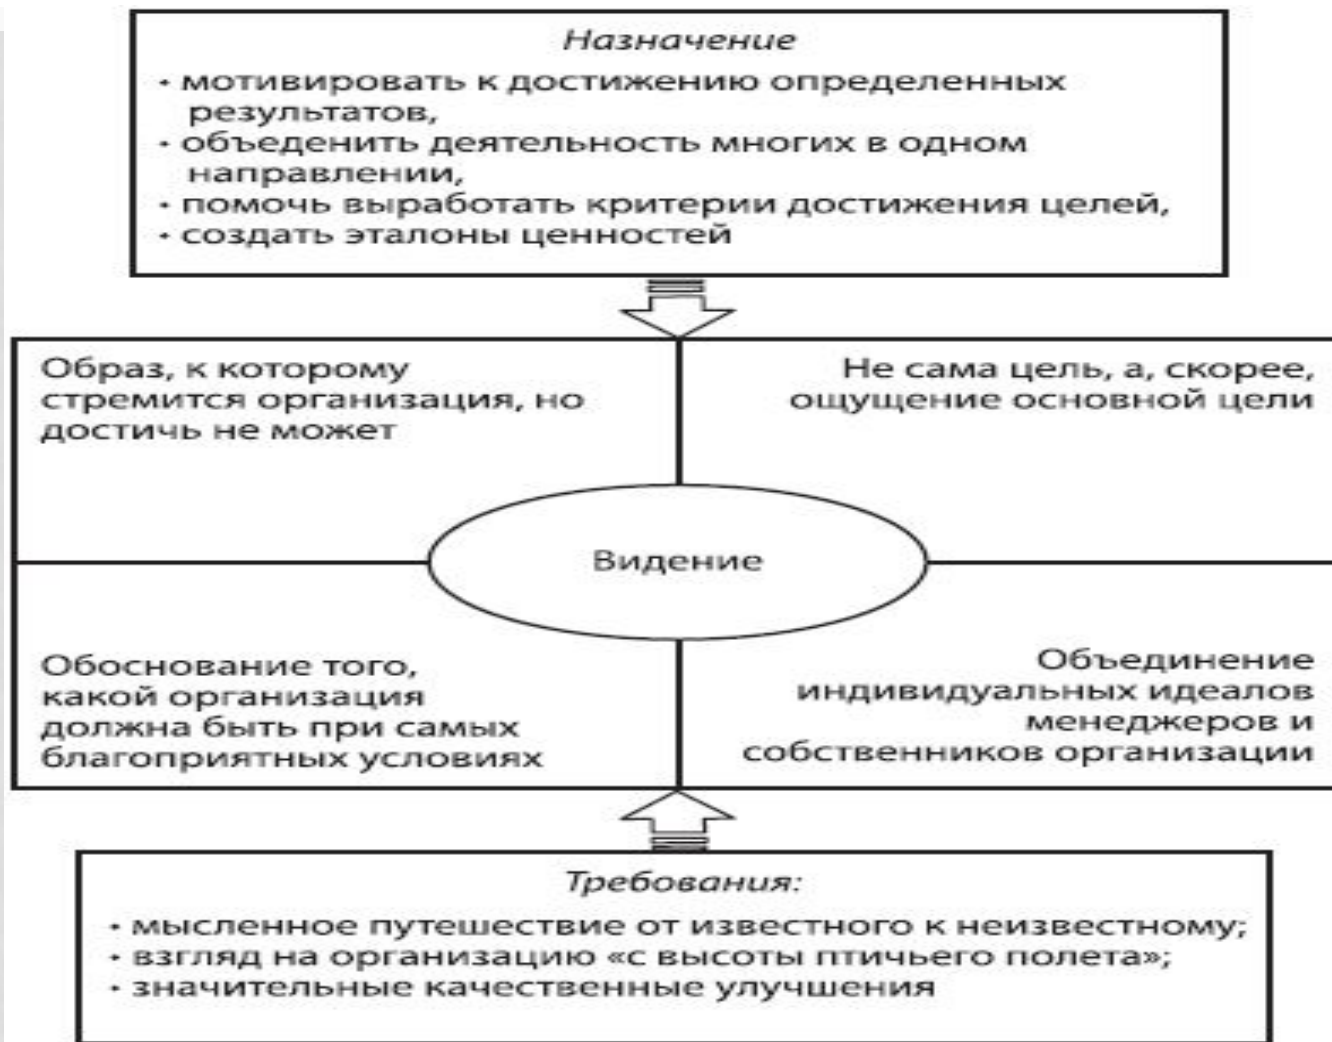 Назначение
• мотивировать к достижению определенных
результатов,
• объеденить деятельность многих в одном
направлении,
• помочь выработать критерии достижения целей,
• создать эталоны ценностей
Образ, к которому
стремится организация, но
достичь не может
Не сама цель, а, скорее,
ощущение основной цели
Видение
Обоснование того,
какой организация
должна быть при самых
благоприятных условиях
Объединение
индивидуальных идеалов
менеджеров и
собственников организации
Требования:
• мысленное путешествие от известного к неизвестному;
• взгляд на организацию «с высоты птичьего полета»;
• значительные качественные улучшения